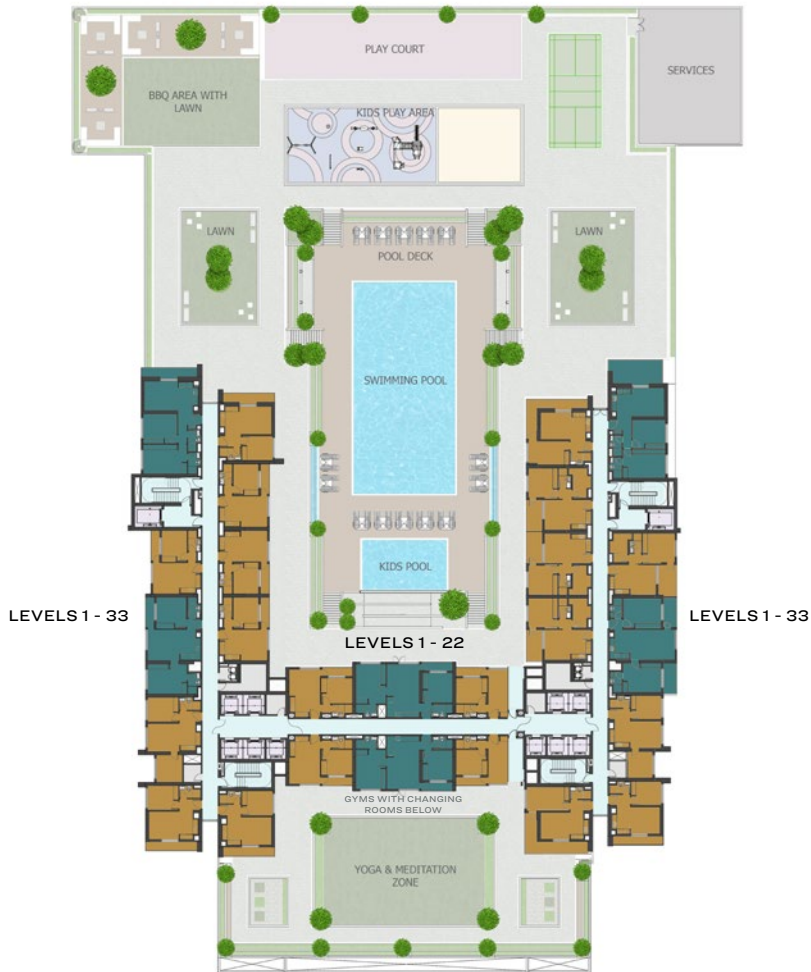 PLAY COURT
SERVICES
BBQ AREA WITH
LAWN
KIDS PLAY AREA
LAWN
LAWN
POOL DECK
SWIMMING POOL
KIDS POOL
LEVELS 1 - 33
LEVELS 1 - 22
LEVELS 1 - 33
GYMS WITH CHANGING
ROOMS BELOW
YOGA & MEDITATION
ZONE